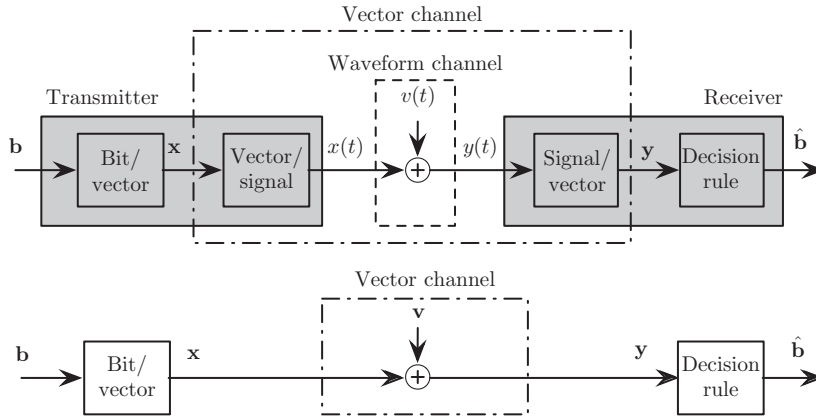 Vector channel
Waveform channel
Transmitter
v(t)
Receiver
b
Bit/
vector
x
Vector/
signal
x(t)
+
y(t)
Signal/
vector
y
Decision
rule
b̂
Vector channel
v
b
Bit/
vector
x
+
y
Decision
rule
b̂